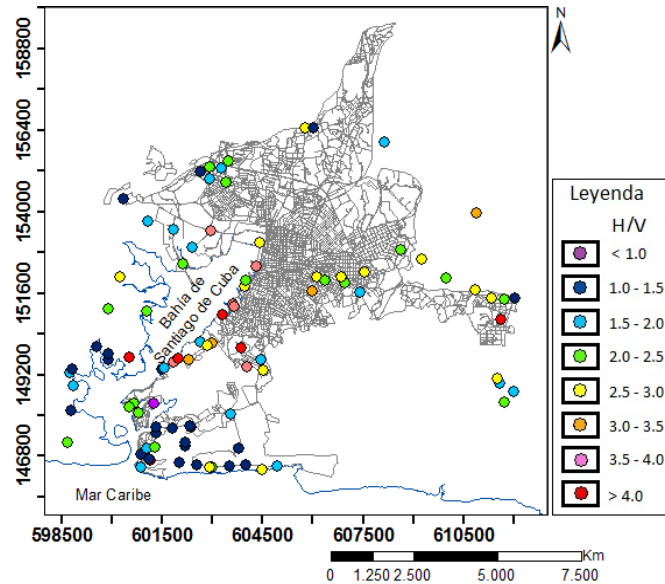 N
158800
156400
154000
151600
149200
146800
Bahía de
Santiago de Cuba
Mar Caribe
598500 601500 604500 607500 610500
Leyenda
H/V
< 1.0
1.0 - 1.5
1.5 - 2.0
2.0 - 2.5
2.5 - 3.0
3.0 - 3.5
3.5 - 4.0
> 4.0
Km
0 1.250 2.500 5.000 7.500